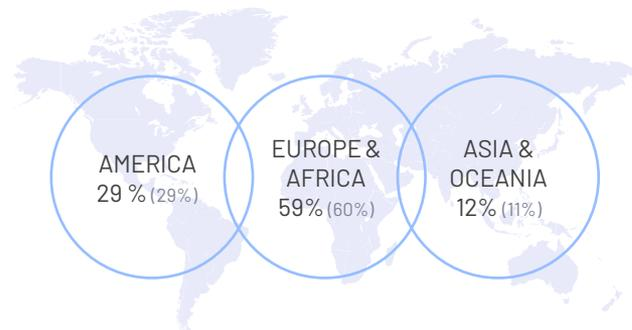 AMERICA
29 % (29%)
EUROPE &
AFRICA
59% (60%)
ASIA &
OCEANIA
12% (11%)